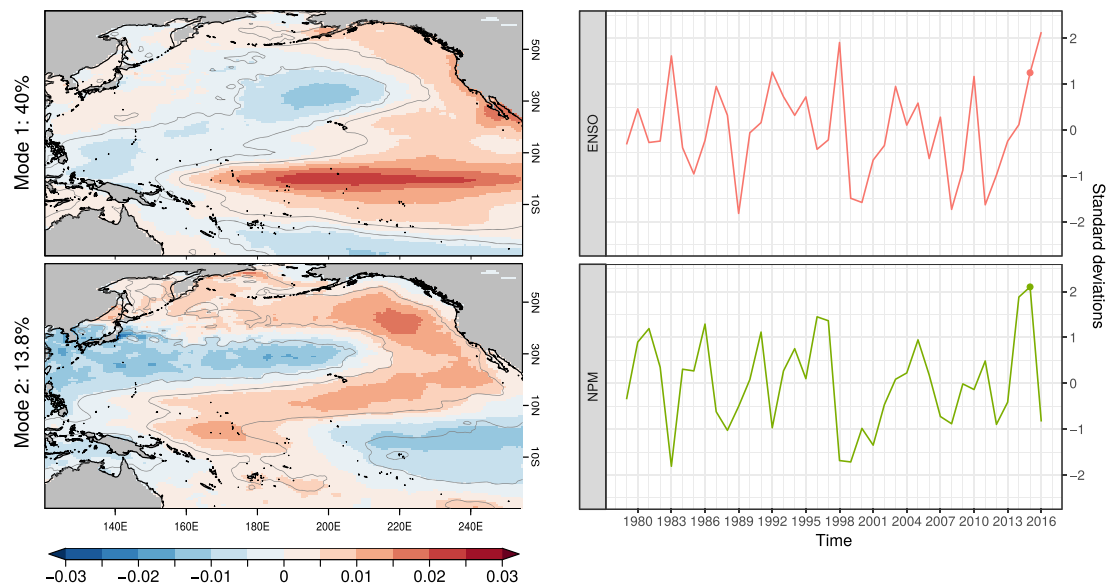 Mode 1: 40%
50N
30N
10N
10S
Mode 2: 13.8%
50N
30N
10N
10S
140E 160E 180E 200E 220E 240E
-0.03 -0.02 -0.01 0 0.01 0.02 0.03
ENSO
2
1
0
-1
-2
NPM
2
1
0
-1
-2
Standard deviations
1980 1983 1986 1989 1992 1995 1998 2001 2004 2007 2010 2013 2016
Time